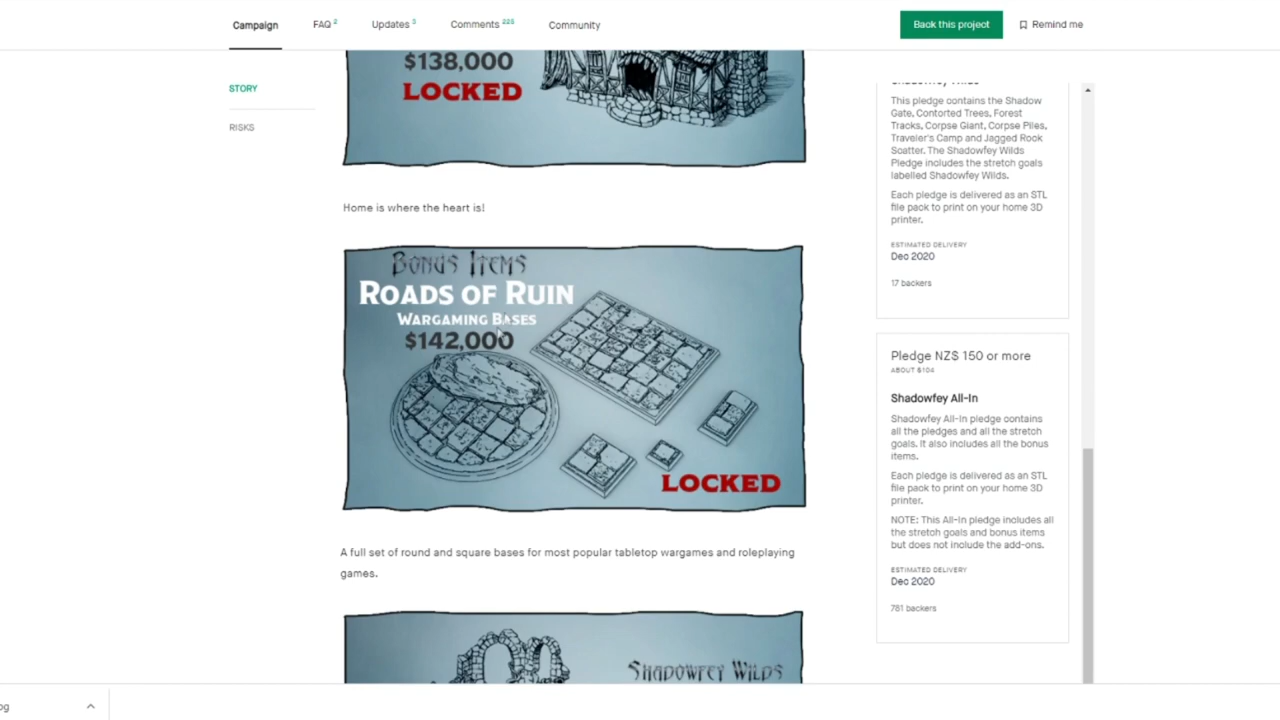 Campaign FAQ 2 Updates 3 Comments 225 Community Back this project Remind me
STORY
RISKS
$138,000
LOCKED
Home is where the heart is!
Bonus Items
Roads of Ruin
Wargaming Bases
$142,000
LOCKED
A full set of round and square bases for most popular tabletop wargames and roleplaying
games.
Shadowfey Wilds
Shadowfey Wilds
This pledge contains the Shadow
Gate, Contorted Trees, Forest
Tracks, Corpse Giant, Corpse Piles,
Traveler's Camp and Jagged Rock
Scatter. The Shadowfey Wilds
Pledge includes the stretch goals
labelled Shadowfey Wilds.
Each pledge is delivered as an STL
file pack to print on your home 3D
printer.
ESTIMATED DELIVERY
Dec 2020
17 backers
Pledge NZ$ 150 or more
ABOUT $104
Shadowfey All-In
Shadowfey All-In pledge contains
all the pledges and all the stretch
goals. It also includes all the bonus
items.
Each pledge is delivered as an STL
file pack to print on your home 3D
printer.
NOTE: This All-In pledge includes all
the stretch goals and bonus items
but does not include the add-ons.
ESTIMATED DELIVERY
Dec 2020
781 backers